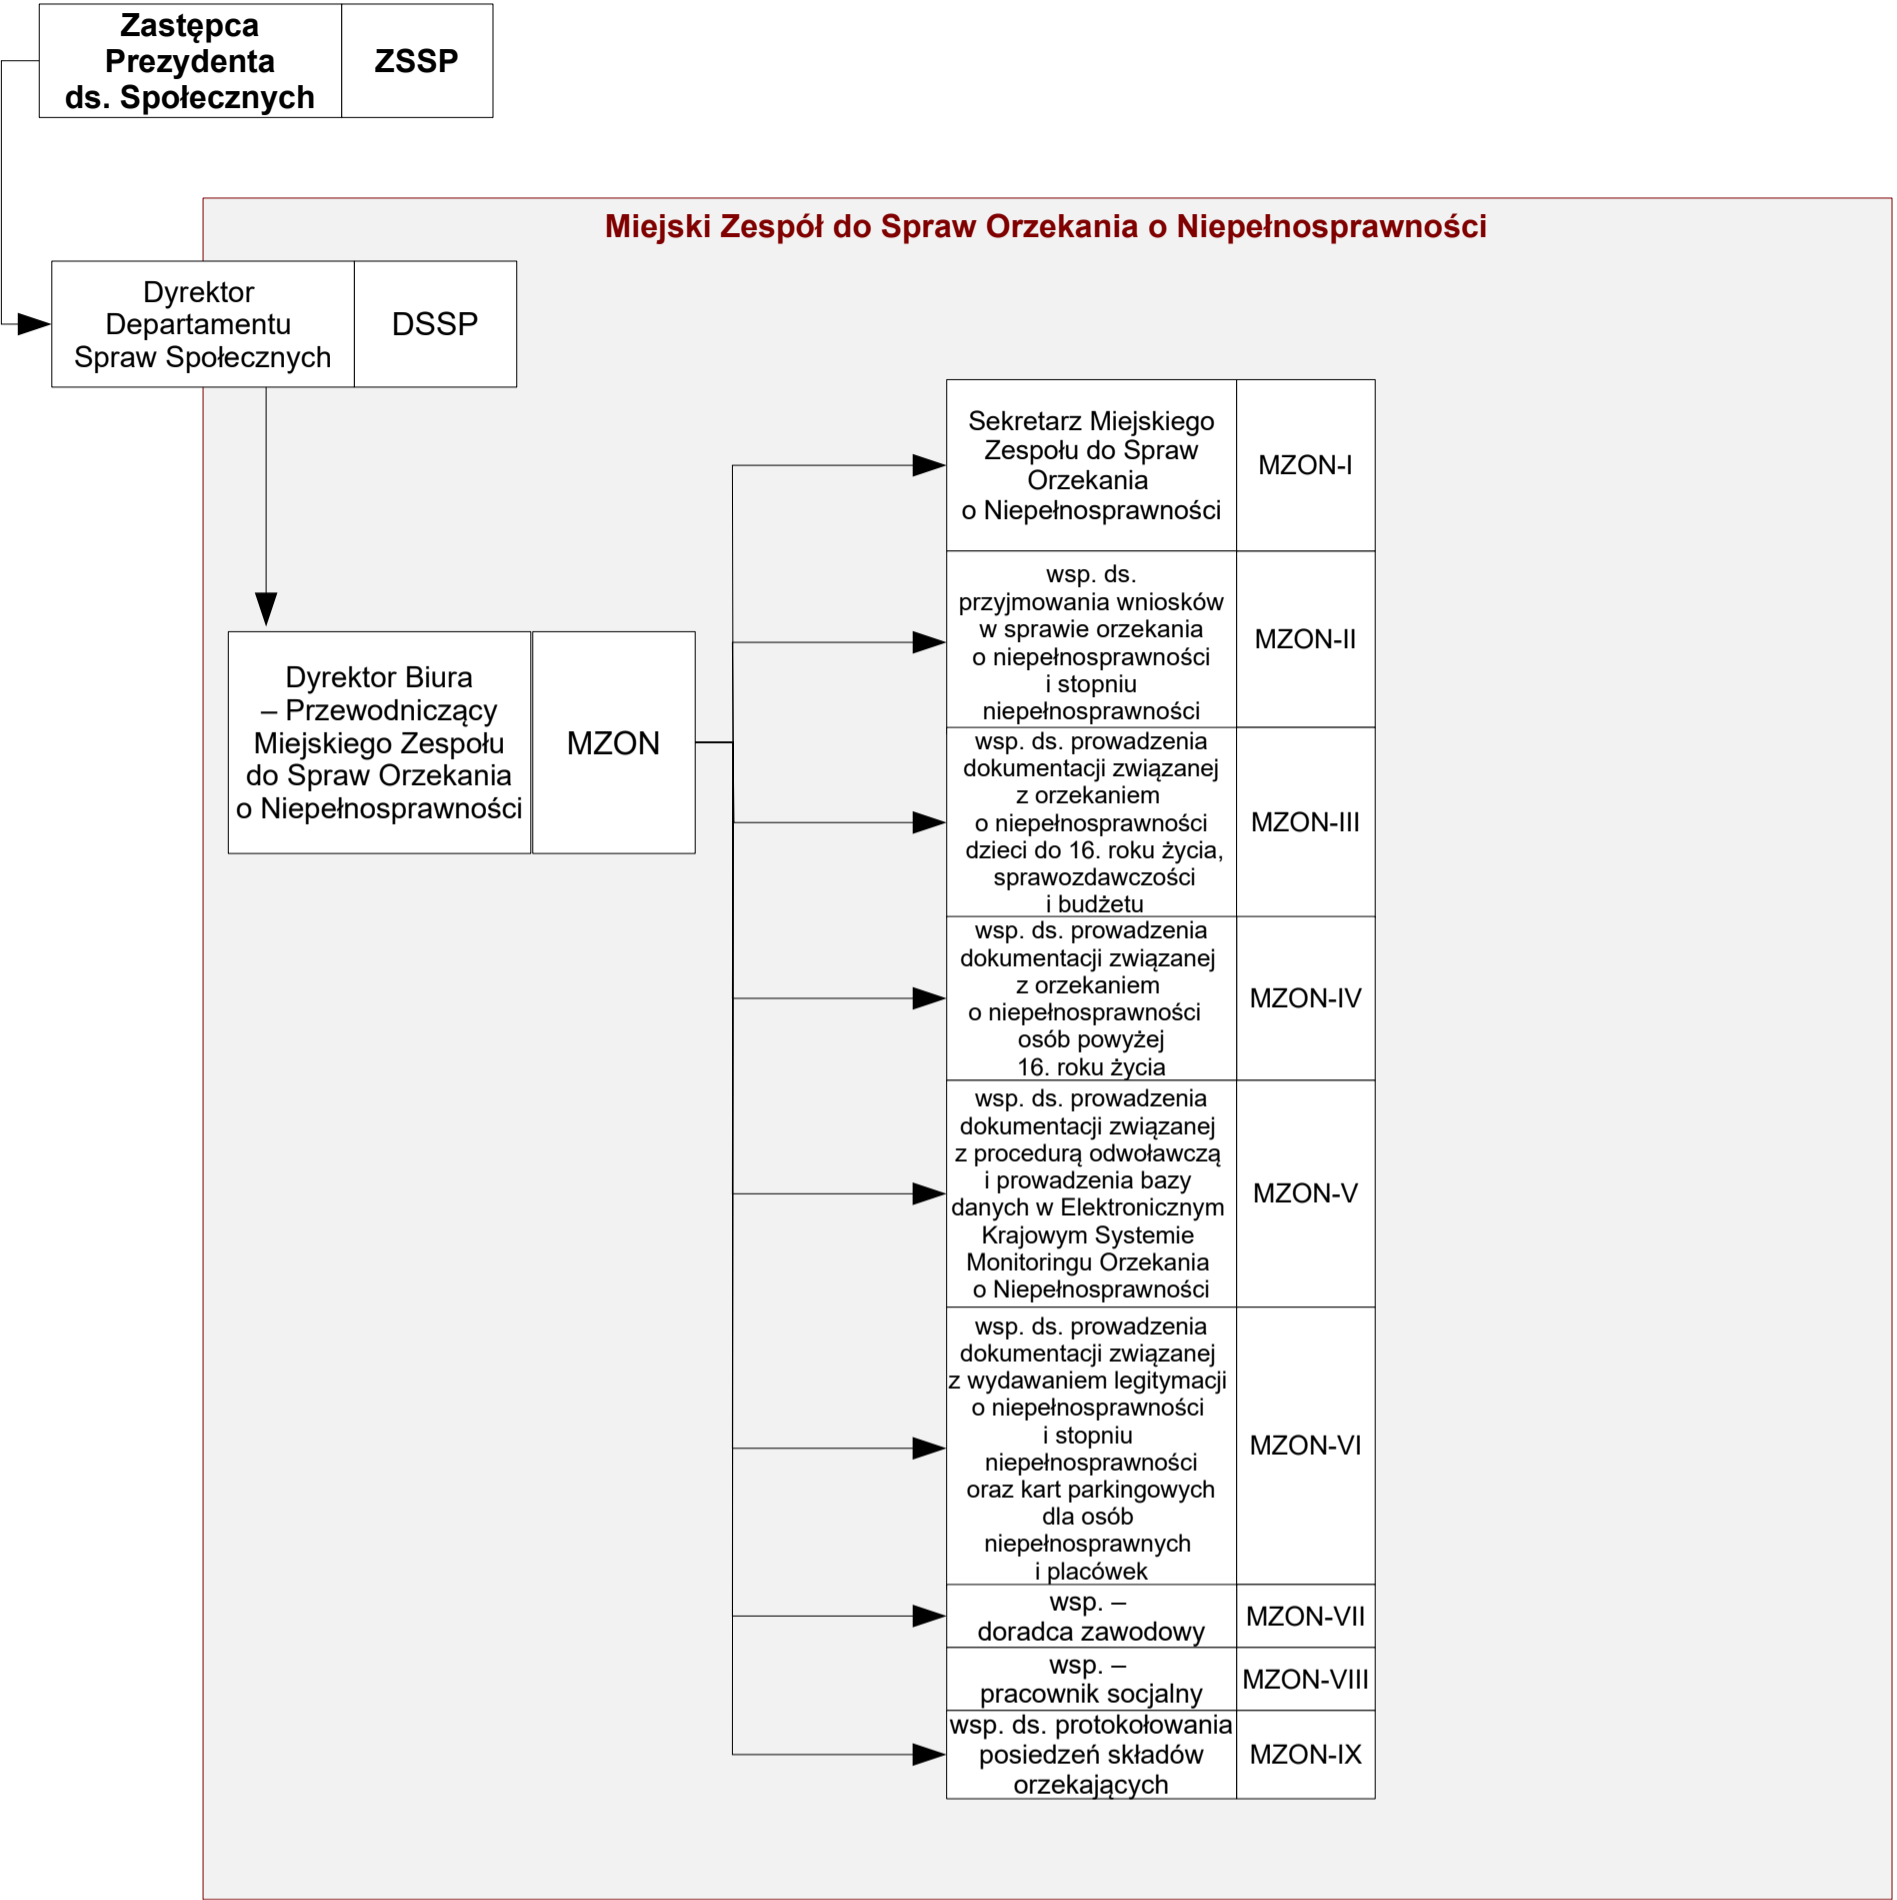 Zastępca
Prezydenta
ds. Społecznych
ZSSP
Miejski Zespół do Spraw Orzekania o Niepełnosprawności
Dyrektor
Departamentu
Spraw Społecznych
DSSP
Dyrektor Biura
– Przewodniczący
Miejskiego Zespołu
do Spraw Orzekania
o Niepełnosprawności
MZON
Sekretarz Miejskiego
Zespołu do Spraw
Orzekania
o Niepełnosprawności
MZON-I
wsp. ds.
przyjmowania wniosków
w sprawie orzekania
o niepełnosprawności
i stopniu
niepełnosprawności
MZON-II
wsp. ds. prowadzenia
dokumentacji związanej
z orzekaniem
o niepełnosprawności
dzieci do 16. roku życia,
sprawozdawczości
i budżetu
MZON-III
wsp. ds. prowadzenia
dokumentacji związanej
z orzekaniem
o niepełnosprawności
osób powyżej
16. roku życia
MZON-IV
wsp. ds. prowadzenia
dokumentacji związanej
z procedurą odwoławczą
i prowadzenia bazy
danych w Elektronicznym
Krajowym Systemie
Monitoringu Orzekania
o Niepełnosprawności
MZON-V
wsp. ds. prowadzenia
dokumentacji związanej
z wydawaniem legitymacji
o niepełnosprawności
i stopniu
niepełnosprawności
oraz kart parkingowych
dla osób
niepełnosprawnych
i placówek
MZON-VI
wsp. –
doradca zawodowy
MZON-VII
wsp. –
pracownik socjalny
MZON-VIII
wsp. ds. protokołowania
posiedzeń składów
orzekających
MZON-IX